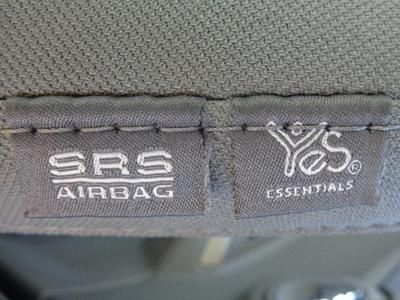 SRS
AIRBAG
YES®
ESSENTIALS